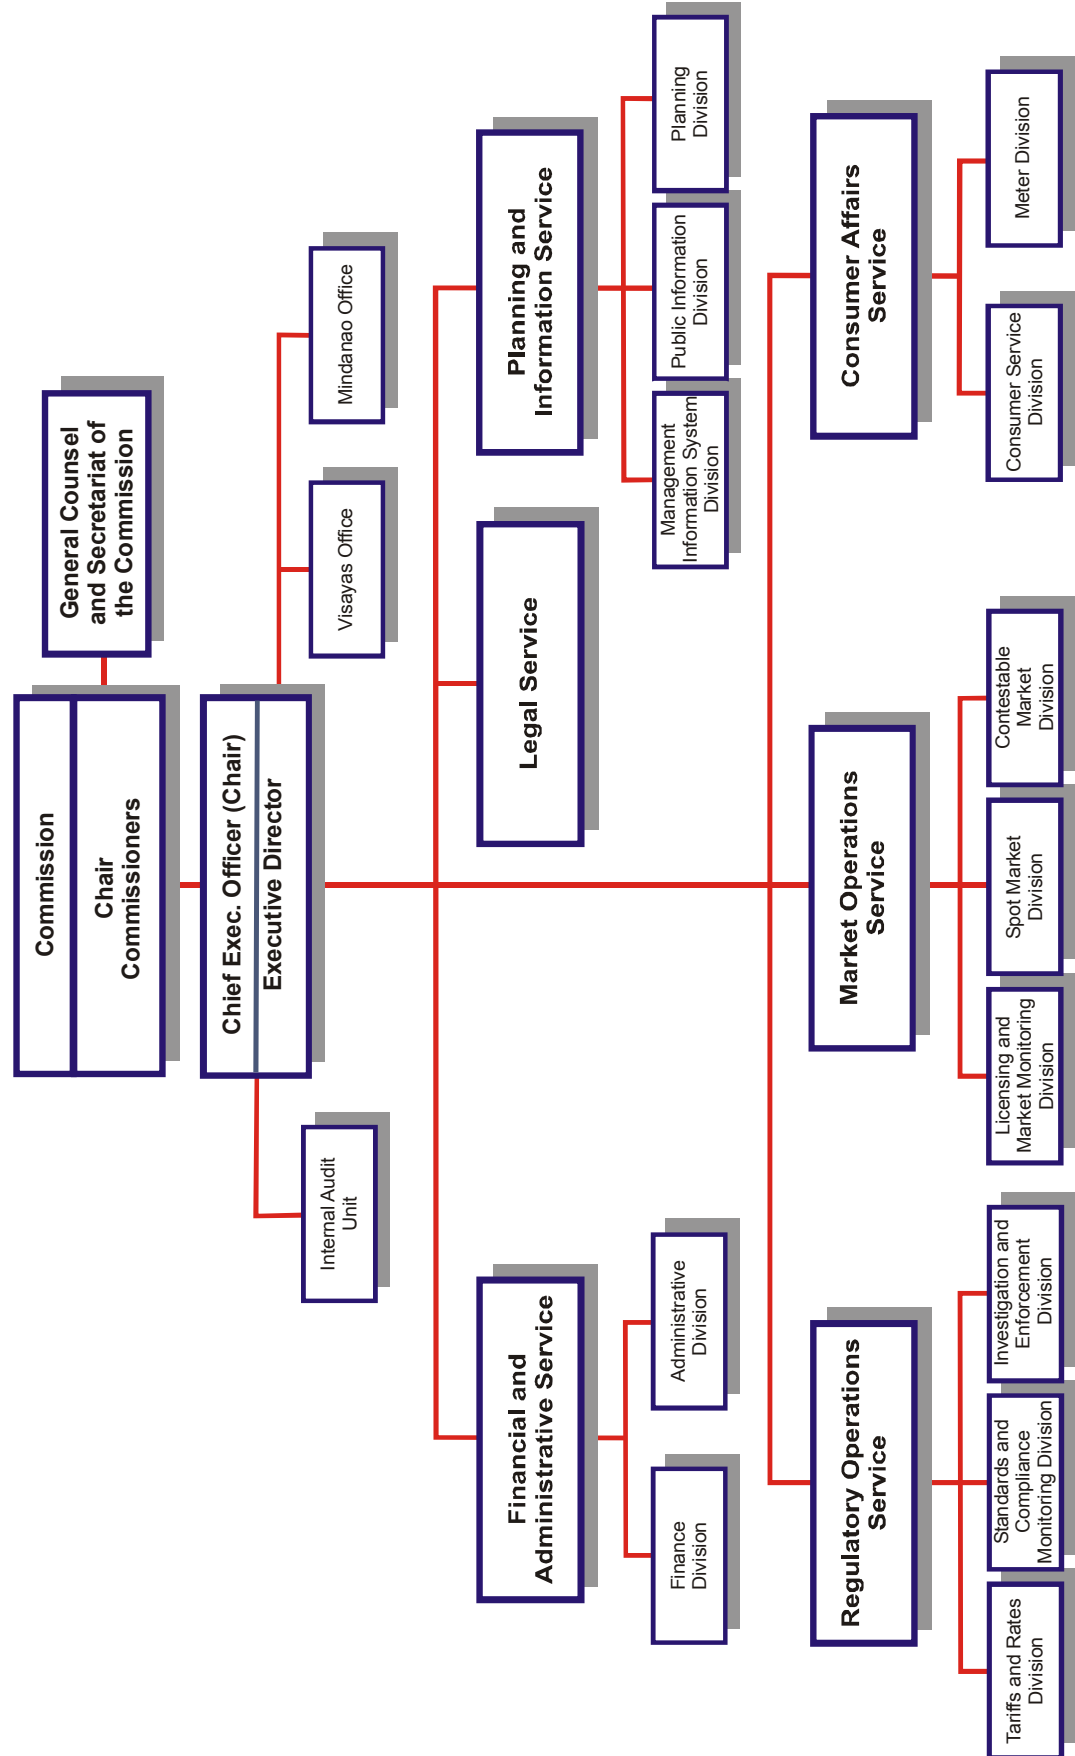 Commission
Chair
Commissioners
General Counsel
and Secretariat of
the Commission
Chief Exec. Officer (Chair)
Executive Director
Internal Audit
Unit
Visayas Office
Mindanao Office
Financial and
Administrative Service
Legal Service
Planning and
Information Service
Finance
Division
Administrative
Division
Management
Information System
Division
Public Information
Division
Planning
Division
Regulatory Operations
Service
Market Operations
Service
Consumer Affairs
Service
Tariffs and Rates
Division
Standards and
Compliance
Monitoring Division
Investigation and
Enforcement
Division
Licensing and
Market Monitoring
Division
Spot Market
Division
Contestable
Market
Division
Consumer Service
Division
Meter Division